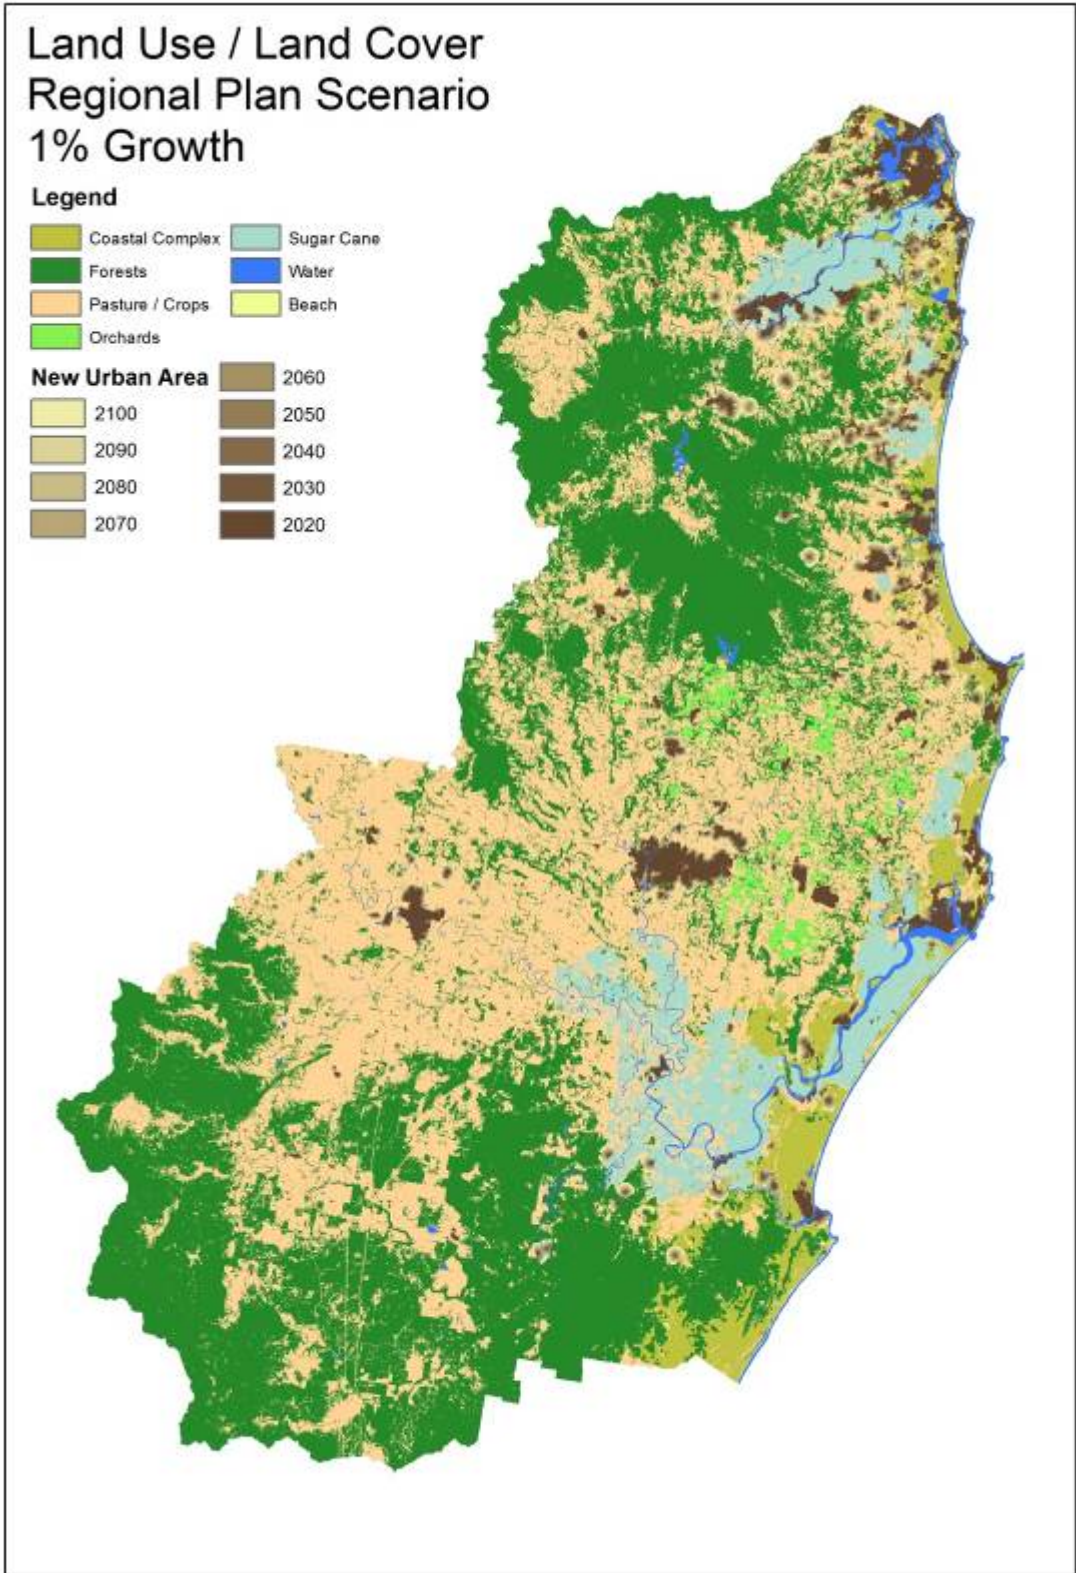 Land Use / Land Cover
Regional Plan Scenario
1% Growth
Legend
Coastal Complex
Sugar Cane
Forests
Water
Pasture / Crops
Beach
Orchards
New Urban Area
2060
2100
2050
2090
2040
2080
2030
2070
2020